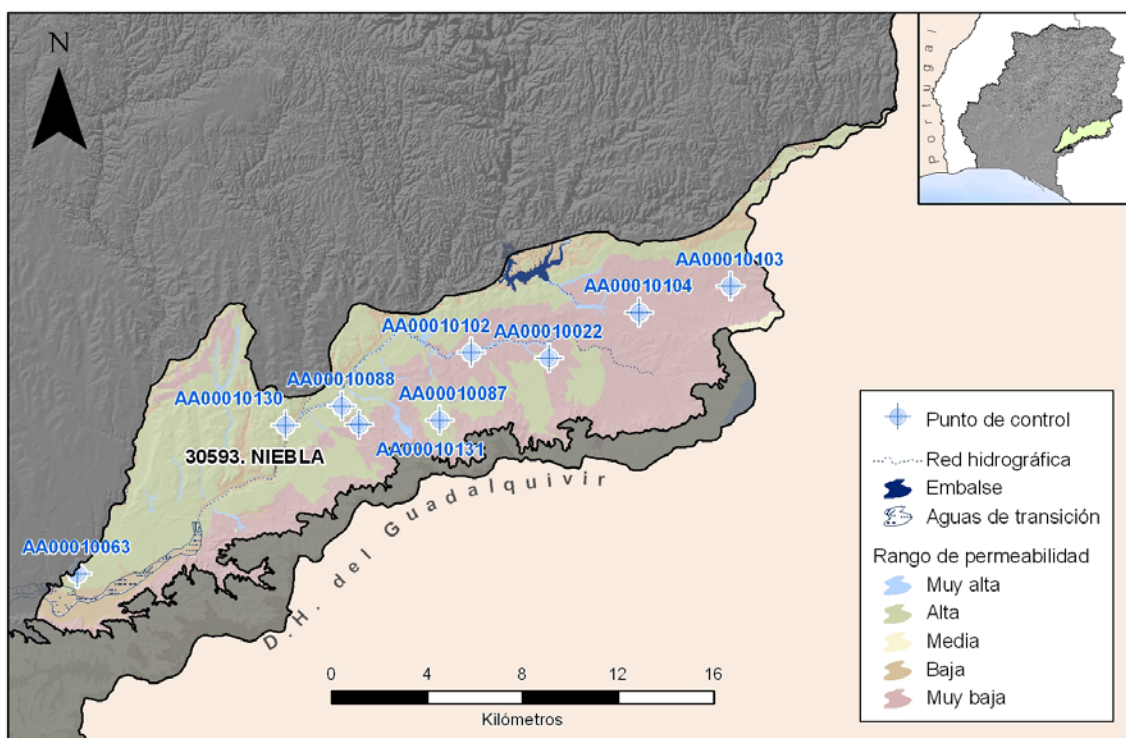 N
Portugal
AA00010103
AA00010104
AA00010102
AA00010022
AA00010088
AA00010087
AA00010130
AA00010131
30593. NIEBLA
AA00010063
D.H. del Guadalquivir
0 4 8 12 16
Kilómetros
Punto de control
Red hidrográfica
Embalse
Aguas de transición
Rango de permeabilidad
Muy alta
Alta
Media
Baja
Muy baja